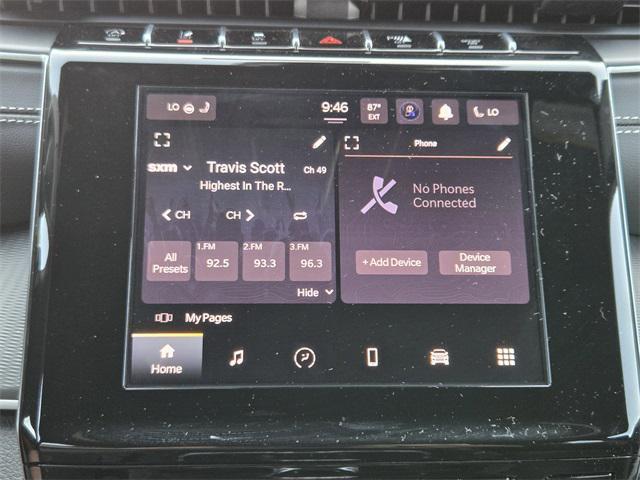 LO
9:46
87°
EXT
LO
sxm
Travis Scott
Ch 49
Highest In The R...
CH
CH
All
Presets
1.FM
92.5
2.FM
93.3
3.FM
96.3
Hide
Phone
No Phones
Connected
+ Add Device
Device
Manager
My Pages
Home